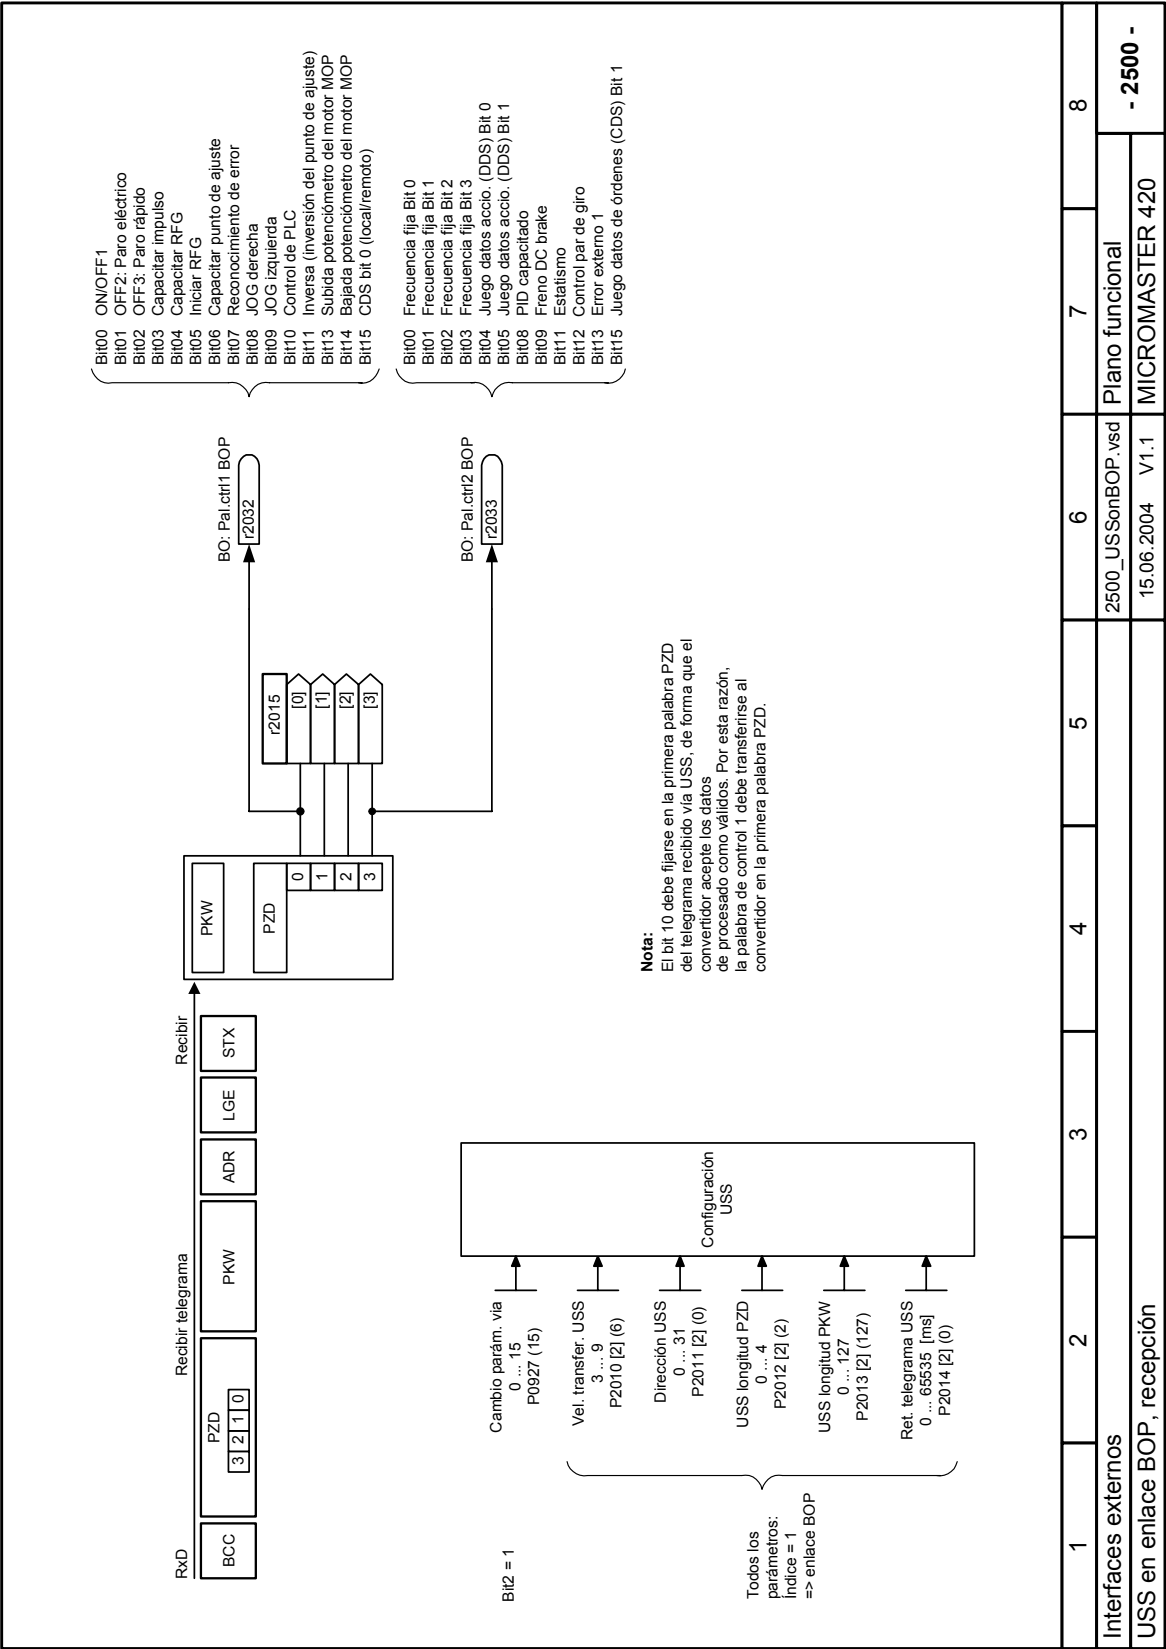 RxD
Recibir telegrama
Recibir
BCC
PZD
3 2 1 0
PKW
ADR
LGE
STX
PKW
PZD
0
1
2
3
r2015
[0]
[1]
[2]
[3]
BO: Pal.ctrl1 BOP
r2032
BO: Pal.ctrl2 BOP
r2033
Bit00 ON/OFF1
Bit01 OFF2: Paro eléctrico
Bit02 OFF3: Paro rápido
Bit03 Capacitar impulso
Bit04 Capacitar RFG
Bit05 Iniciar RFG
Bit06 Capacitar punto de ajuste
Bit07 Reconocimiento de error
Bit08 JOG derecha
Bit09 JOG izquierda
Bit10 Control de PLC
Bit11 Inversa (inversión del punto de ajuste)
Bit13 Subida potenciómetro del motor MOP
Bit14 Bajada potenciómetro del motor MOP
Bit15 CDS bit 0 (local/remoto)
Bit00 Frecuencia fija Bit 0
Bit01 Frecuencia fija Bit 1
Bit02 Frecuencia fija Bit 2
Bit03 Frecuencia fija Bit 3
Bit04 Juego datos accio. (DDS) Bit 0
Bit05 Juego datos accio. (DDS) Bit 1
Bit08 PID capacitado
Bit09 Freno DC brake
Bit11 Estatismo
Bit12 Control par de giro
Bit13 Error externo 1
Bit15 Juego datos de órdenes (CDS) Bit 1
Bit2 = 1
Cambio parám. via
0 ... 15
P0927 (15)
Vel. transfer. USS
3 ... 9
P2010 [2] (6)
Dirección USS
0 ... 31
P2011 [2] (0)
USS longitud PZD
0 ... 4
P2012 [2] (2)
USS longitud PKW
0 ... 127
P2013 [2] (127)
Ret. telegrama USS
0 ... 65535 [ms]
P2014 [2] (0)
Todos los
parámetros:
Índice = 1
=> enlace BOP
Configuración
USS
Nota:
El bit 10 debe fijarse en la primera palabra PZD
del telegrama recibido vía USS, de forma que el
convertidor acepte los datos
de procesado como válidos. Por esta razón,
la palabra de control 1 debe transferirse al
convertidor en la primera palabra PZD.
1 2 3 4 5 6 7 8
Interfaces externos
2500_USSonBOP.vsd
Plano funcional
- 2500 -
USS en enlace BOP, recepción
15.06.2004 V1.1
MICROMASTER 420